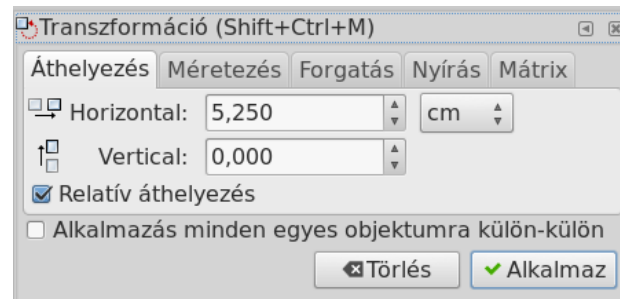 Transzformáció (Shift+Ctrl+M)
Áthelyezés Méretezés Forgatás Nyírás Mátrix
Horizontal: 5,250 cm
Vertical: 0,000
Relatív áthelyezés
Alkalmazás minden egyes objektumra külön-külön
Törlés Alkalmaz